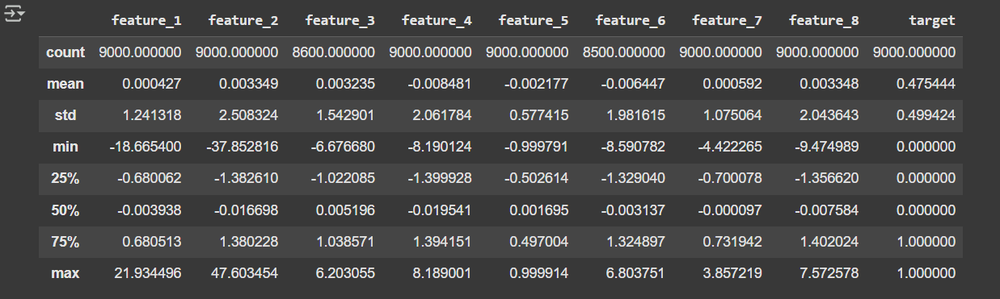 feature_1 feature_2 feature_3 feature_4 feature_5 feature_6 feature_7 feature_8 target
count 9000.000000 9000.000000 8600.000000 9000.000000 9000.000000 8500.000000 9000.000000 9000.000000 9000.000000
mean 0.000427 0.003349 0.003235 -0.008481 -0.002177 -0.006447 0.000592 0.003348 0.475444
std 1.241318 2.508324 1.542901 2.061784 0.577415 1.981615 1.075064 2.043643 0.499424
min -18.665400 -37.852816 -6.676680 -8.190124 -0.999791 -8.590782 -4.422265 -9.474989 0.000000
25% -0.680062 -1.382610 -1.022085 -1.399928 -0.502614 -1.329040 -0.700078 -1.356620 0.000000
50% -0.003938 -0.016698 0.005196 -0.019541 0.001695 -0.003137 -0.000097 -0.007584 0.000000
75% 0.680513 1.380228 1.038571 1.394151 0.497004 1.324897 0.731942 1.402024 1.000000
max 21.934496 47.603454 6.203055 8.189001 0.999914 6.803751 3.857219 7.572578 1.000000